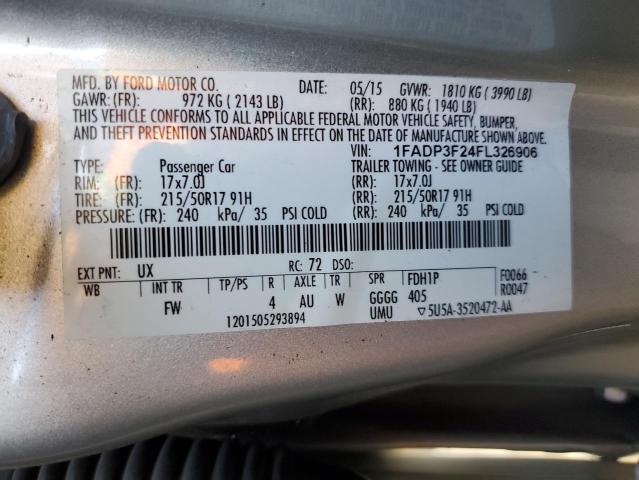 MFD. BY FORD MOTOR CO. DATE: 05/15 GVWR: 1810 KG ( 3990 LB)
GAWR: (FR): 972 KG ( 2143 LB) (RR): 880 KG ( 1940 LB)
THIS VEHICLE CONFORMS TO ALL APPLICABLE FEDERAL MOTOR VEHICLE SAFETY, BUMPER,
AND THEFT PREVENTION STANDARDS IN EFFECT ON THE DATE OF MANUFACTURE SHOWN ABOVE.
VIN: 1FADP3F24FL326906
TYPE: Passenger Car TRAILER TOWING - SEE OWNER GUIDE
RIM: (FR): 17x7.0J (RR): 17x7.0J
TIRE: (FR): 215/50R17 91H (RR): 215/50R17 91H
PRESSURE: (FR): 240 kPa/ 35 PSI COLD (RR): 240 kPa/ 35 PSI COLD
EXT PNT: UX RC: 72 DSO:
WB INT TR TP/PS R AXLE TR SPR FDH1P F0066
FW 4 AU W GGGG 405 R0047
1201505293894 UMU ▽5U5A-3520472-AA